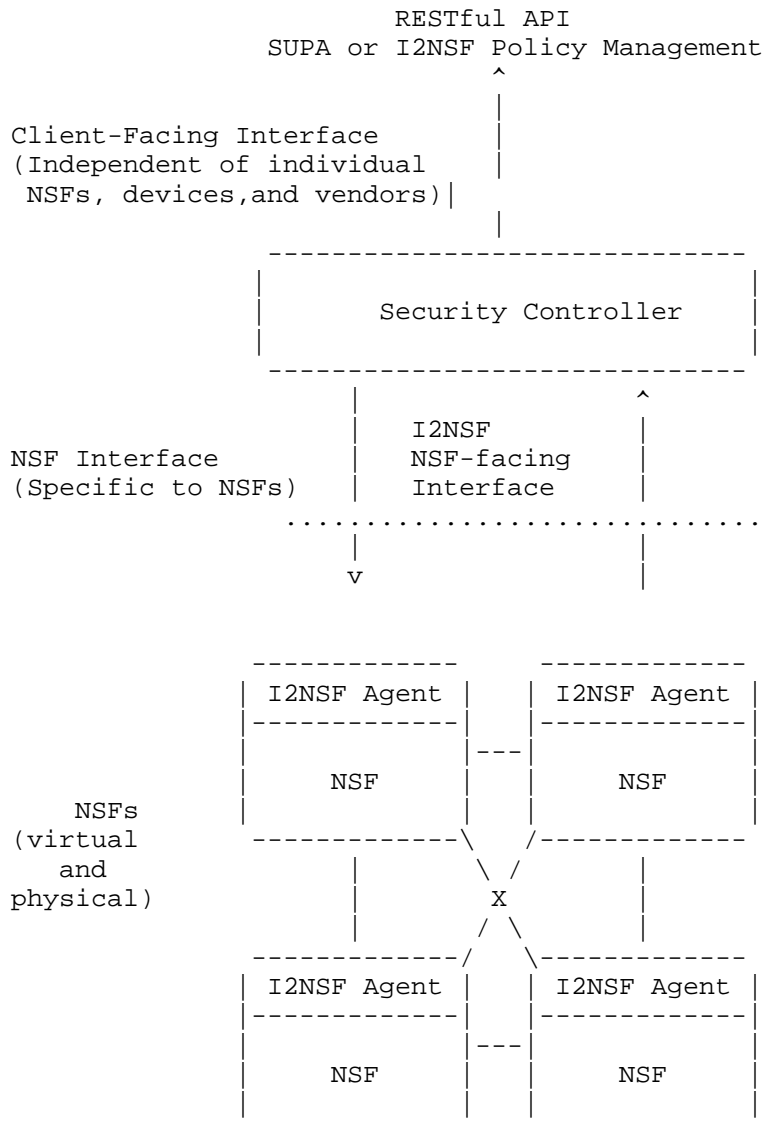 RESTful API
SUPA or I2NSF Policy Management
Client-Facing Interface
(Independent of individual
NSFs, devices,and vendors)
Security Controller
I2NSF
NSF Interface NSF-facing
(Specific to NSFs) Interface
v
I2NSF Agent I2NSF Agent
NSF NSF
NSFs
(virtual
and
physical) X
I2NSF Agent I2NSF Agent
NSF NSF